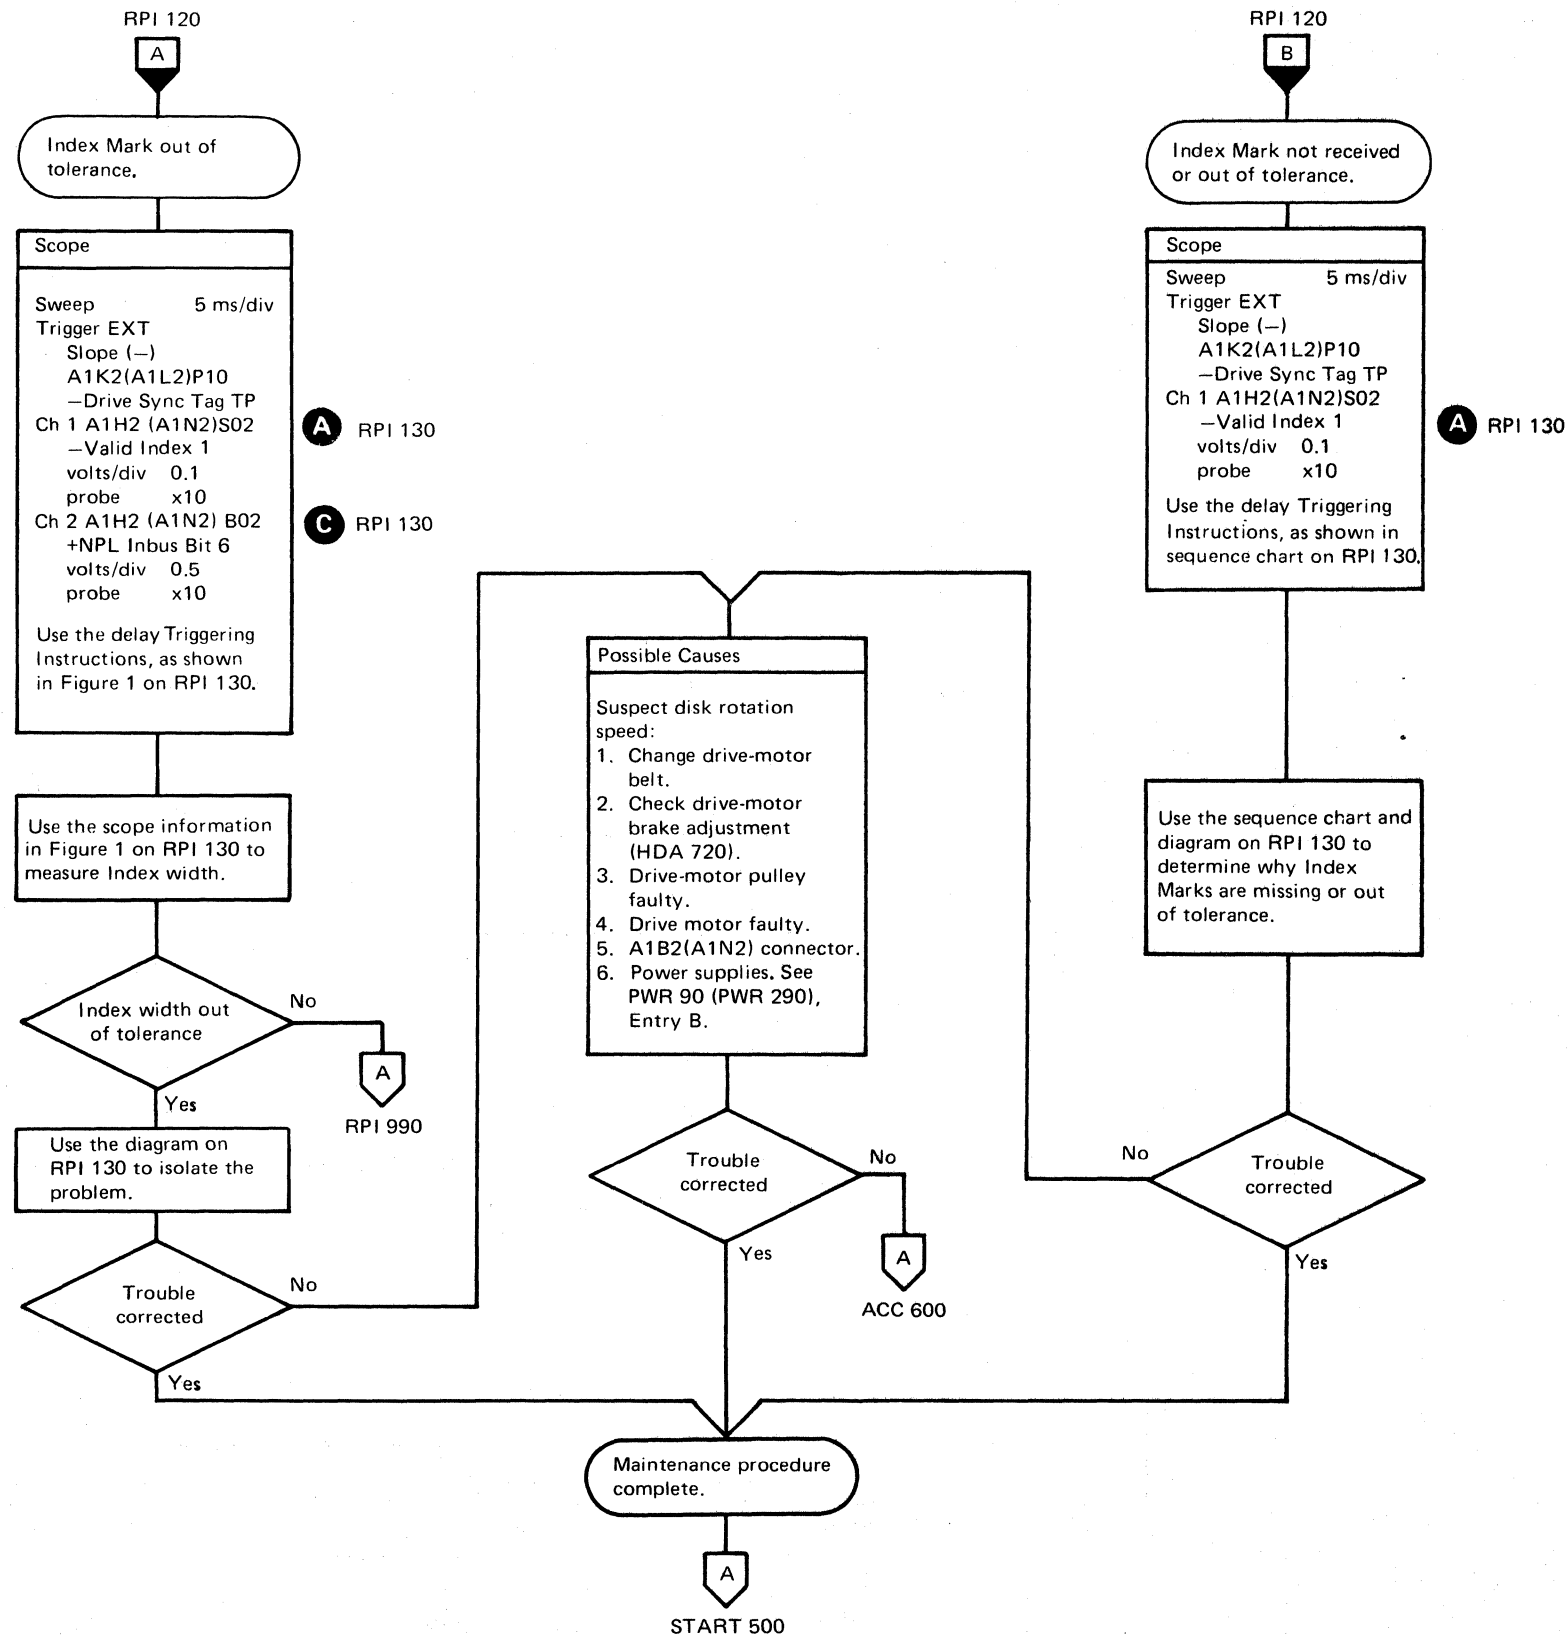 RPI 120
A
Index Mark out of
tolerance.
Scope
Sweep 5 ms/div
Trigger EXT
Slope (—)
A1K2(A1L2)P10
—Drive Sync Tag TP
Ch 1 A1H2 (A1N2)S02
—Valid Index 1
volts/div 0.1
probe x10
Ch 2 A1H2 (A1N2) B02
+NPL Inbus Bit 6
volts/div 0.5
probe x10
Use the delay Triggering
Instructions, as shown
in Figure 1 on RPI 130.
A RPI 130
C RPI 130
Use the scope information
in Figure 1 on RPI 130 to
measure Index width.
Index width out
of tolerance
No
A
RPI 990
Yes
Use the diagram on
RPI 130 to isolate the
problem.
Trouble
corrected
No
Yes
Possible Causes
Suspect disk rotation
speed:
1. Change drive-motor
belt.
2. Check drive-motor
brake adjustment
(HDA 720).
3. Drive-motor pulley
faulty.
4. Drive motor faulty.
5. A1B2(A1N2) connector.
6. Power supplies. See
PWR 90 (PWR 290),
Entry B.
Trouble
corrected
No
A
ACC 600
Yes
RPI 120
B
Index Mark not received
or out of tolerance.
Scope
Sweep 5 ms/div
Trigger EXT
Slope (—)
A1K2(A1L2)P10
—Drive Sync Tag TP
Ch 1 A1H2(A1N2)S02
—Valid Index 1
volts/div 0.1
probe x10
Use the delay Triggering
Instructions, as shown in
sequence chart on RPI 130.
A RPI 130
Use the sequence chart and
diagram on RPI 130 to
determine why Index
Marks are missing or out
of tolerance.
Trouble
corrected
No
Yes
Maintenance procedure
complete.
A
START 500